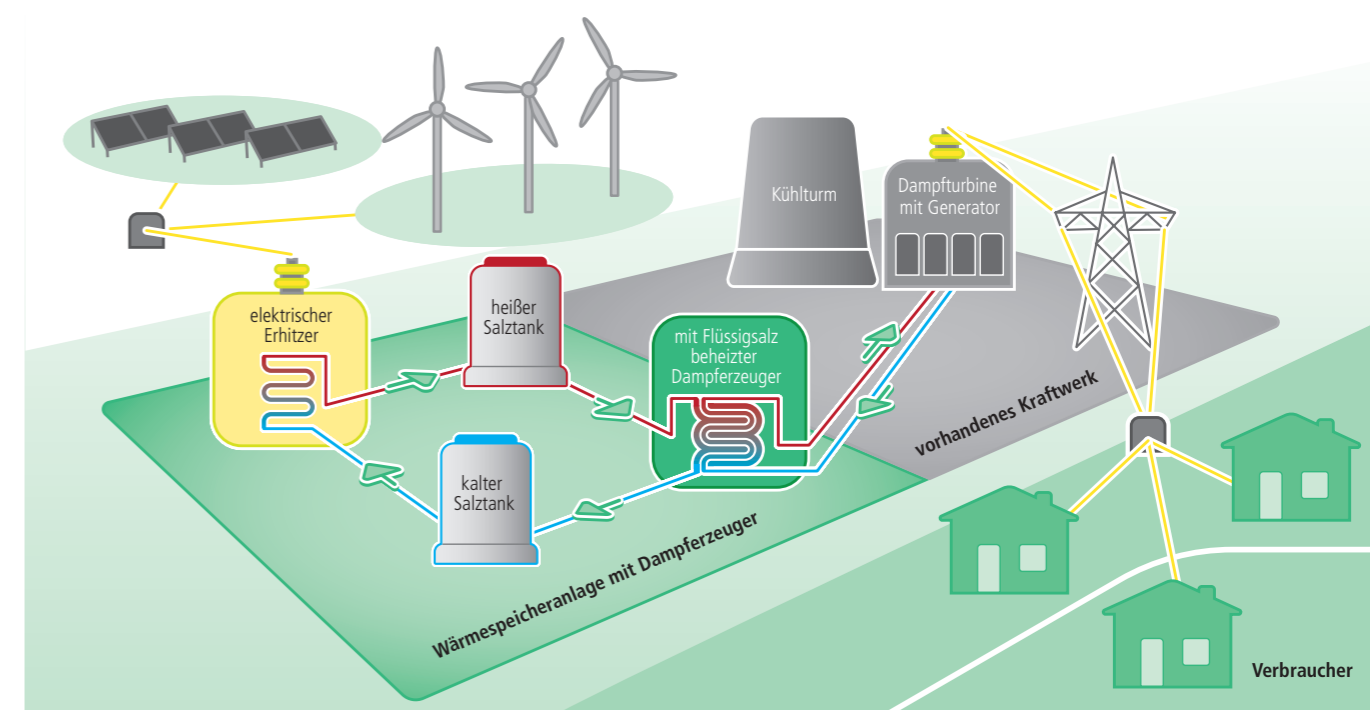 Kühlturm
Dampfturbine
mit Generator
elektrischer
Erhitzer
heißer
Salztank
mit Flüssigsalz
beheizter
Dampferzeuger
vorhandenes Kraftwerk
kalter
Salztank
Wärmespeicheranlage mit Dampferzeuger
Verbraucher